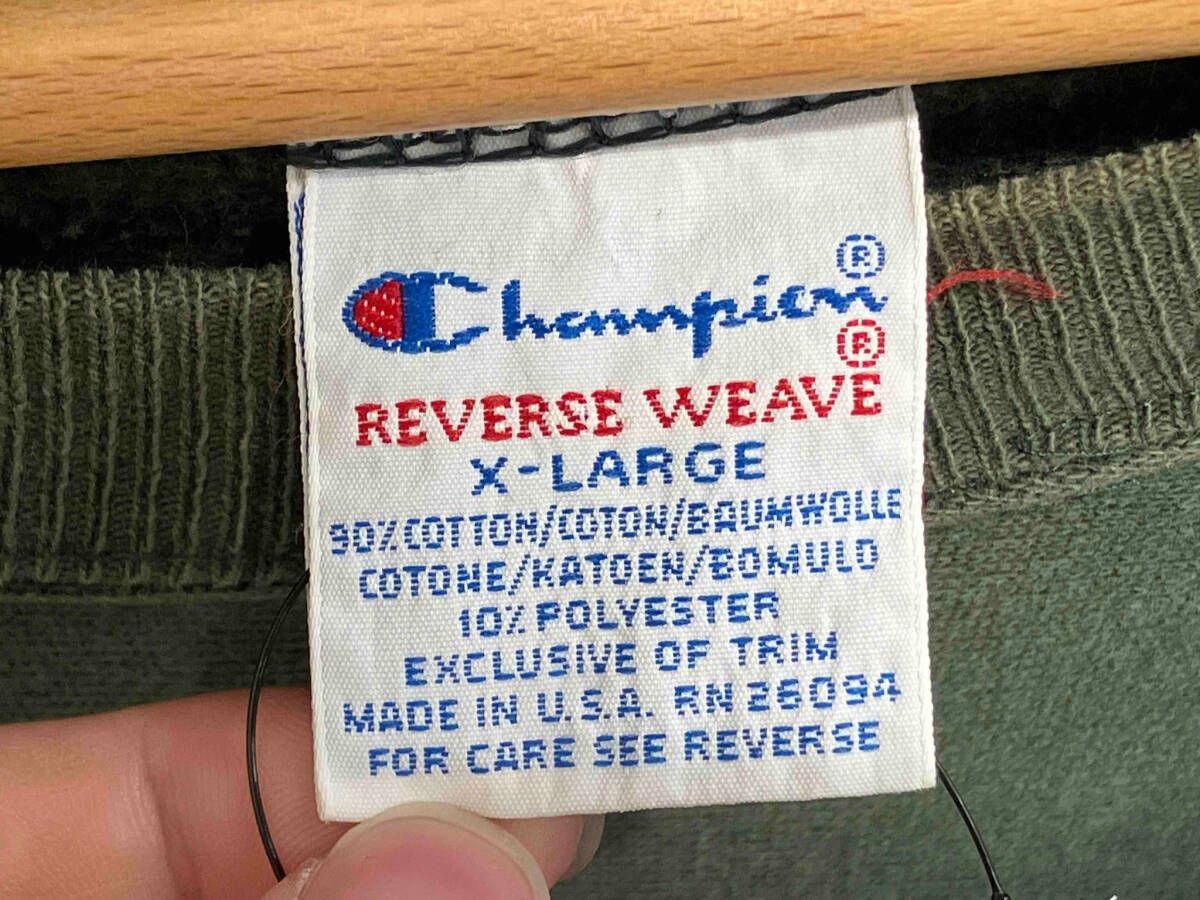 Champion®
®
REVERSE WEAVE
X-LARGE
90% COTTON/COTON/BAUMWOLLE
COTONE/KATOEN/BOMULD
10% POLYESTER
EXCLUSIVE OF TRIM
MADE IN U.S.A. RN 26094
FOR CARE SEE REVERSE